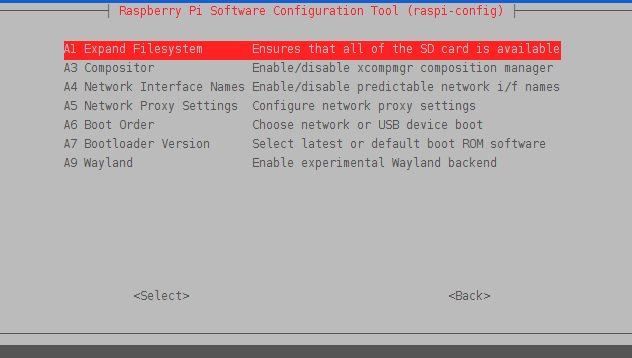 Raspberry Pi Software Configuration Tool (raspi-config)
A1 Expand Filesystem Ensures that all of the SD card is available
A3 Compositor Enable/disable xcompmgr composition manager
A4 Network Interface Names Enable/disable predictable network i/f names
A5 Network Proxy Settings Configure network proxy settings
A6 Boot Order Choose network or USB device boot
A7 Bootloader Version Select latest or default boot ROM software
A9 Wayland Enable experimental Wayland backend
<Select> <Back>